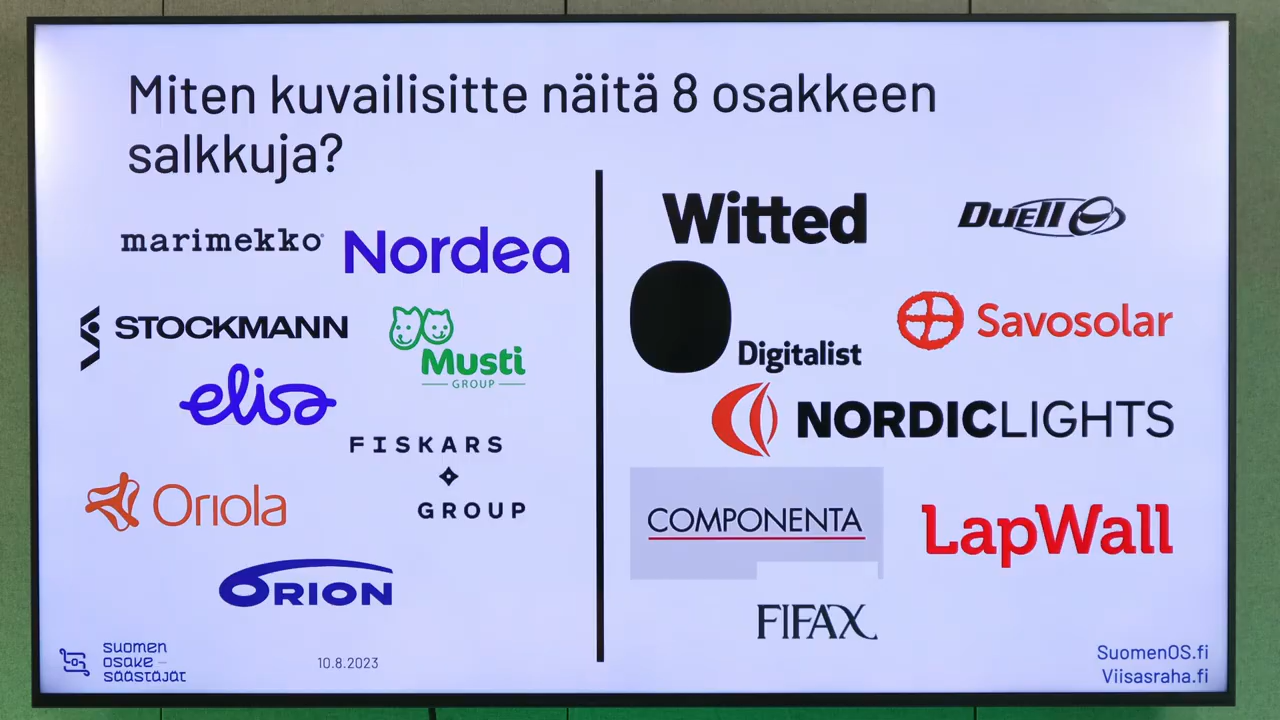 Miten kuvailisitte näitä 8 osakkeen
salkkuja?
marimekko
Nordea
STOCKMANN
Musti
GROUP
elisa
FISKARS
GROUP
Oriola
ORION
Witted
DUELL
Digitalist
Savosolar
NORDICLIGHTS
COMPONENTA
LapWall
FIFAX
suomen
osake
säästäjät
10.8.2023
SuomenOS.fi
Viisasraha.fi